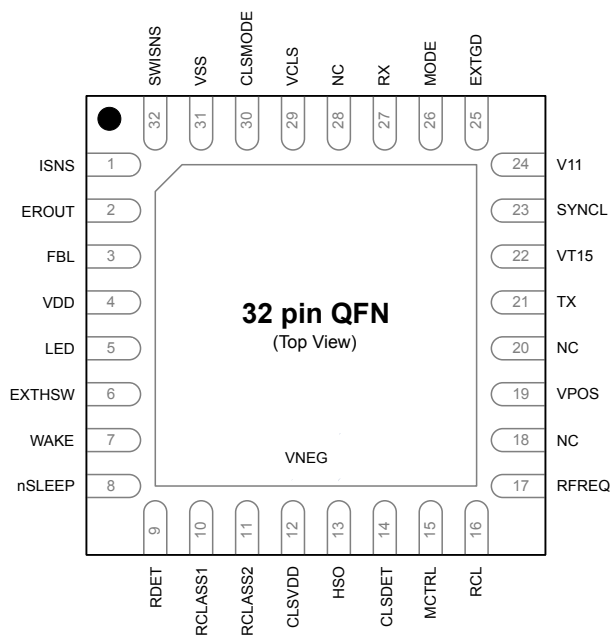 SWISNS
VSS
CLSMODE
VCLS
NC
RX
MODE
EXTGD
32
31
30
29
28
27
26
25
ISNS 1
EROUT 2
FBL 3
VDD 4
LED 5
EXTHSW 6
WAKE 7
nSLEEP 8
24 V11
23 SYNCL
22 VT15
21 TX
20 NC
19 VPOS
18 NC
17 RFREQ
32 pin QFN
(Top View)
VNEG
9
10
11
12
13
14
15
16
RDET
RCLASS1
RCLASS2
CLSVDD
HSO
CLSDET
MCTRL
RCL